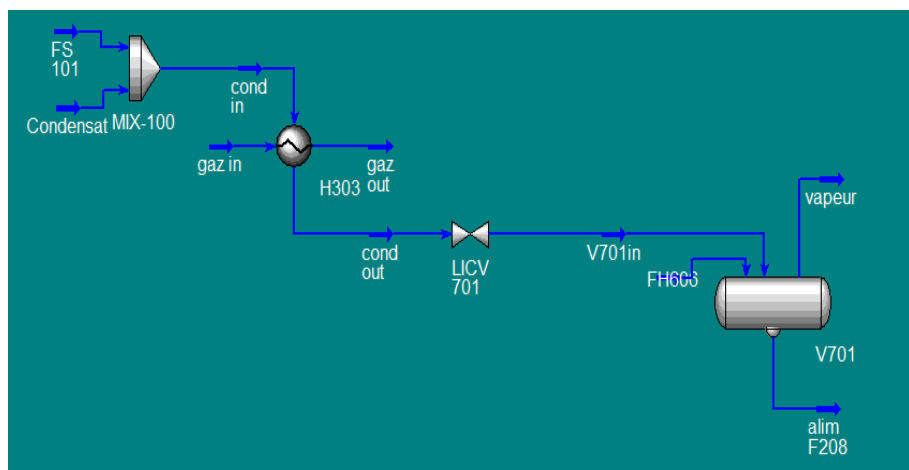 FS
101
Condensat
MIX-100
cond
in
gaz in
H303
gaz
out
cond
out
LICV
701
V701in
FH606
vapeur
V701
alim
F208